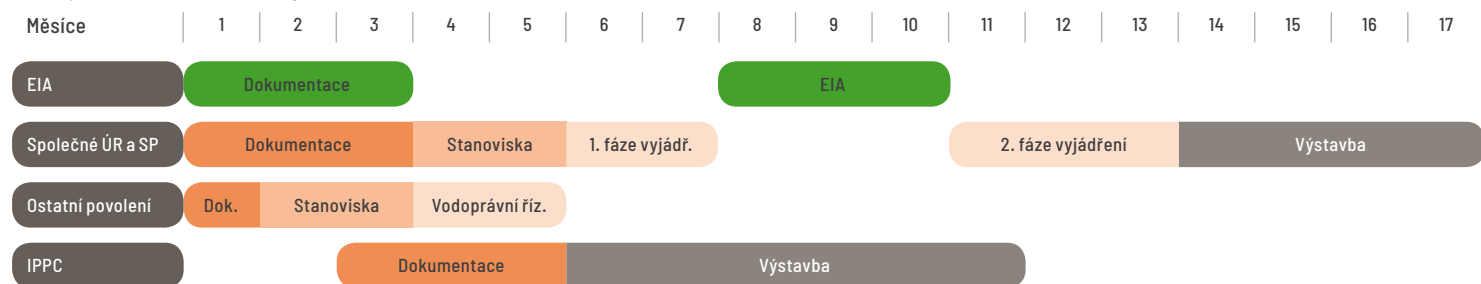 Měsíce 1 2 3 4 5 6 7 8 9 10 11 12 13 14 15 16 17
EIA Dokumentace EIA
Společné ÚR a SP Dokumentace Stanoviska 1. fáze vyjádř. 2. fáze vyjádření Výstavba
Ostatní povolení Dok. Stanoviska Vodoprávní říz.
IPPC Dokumentace Výstavba